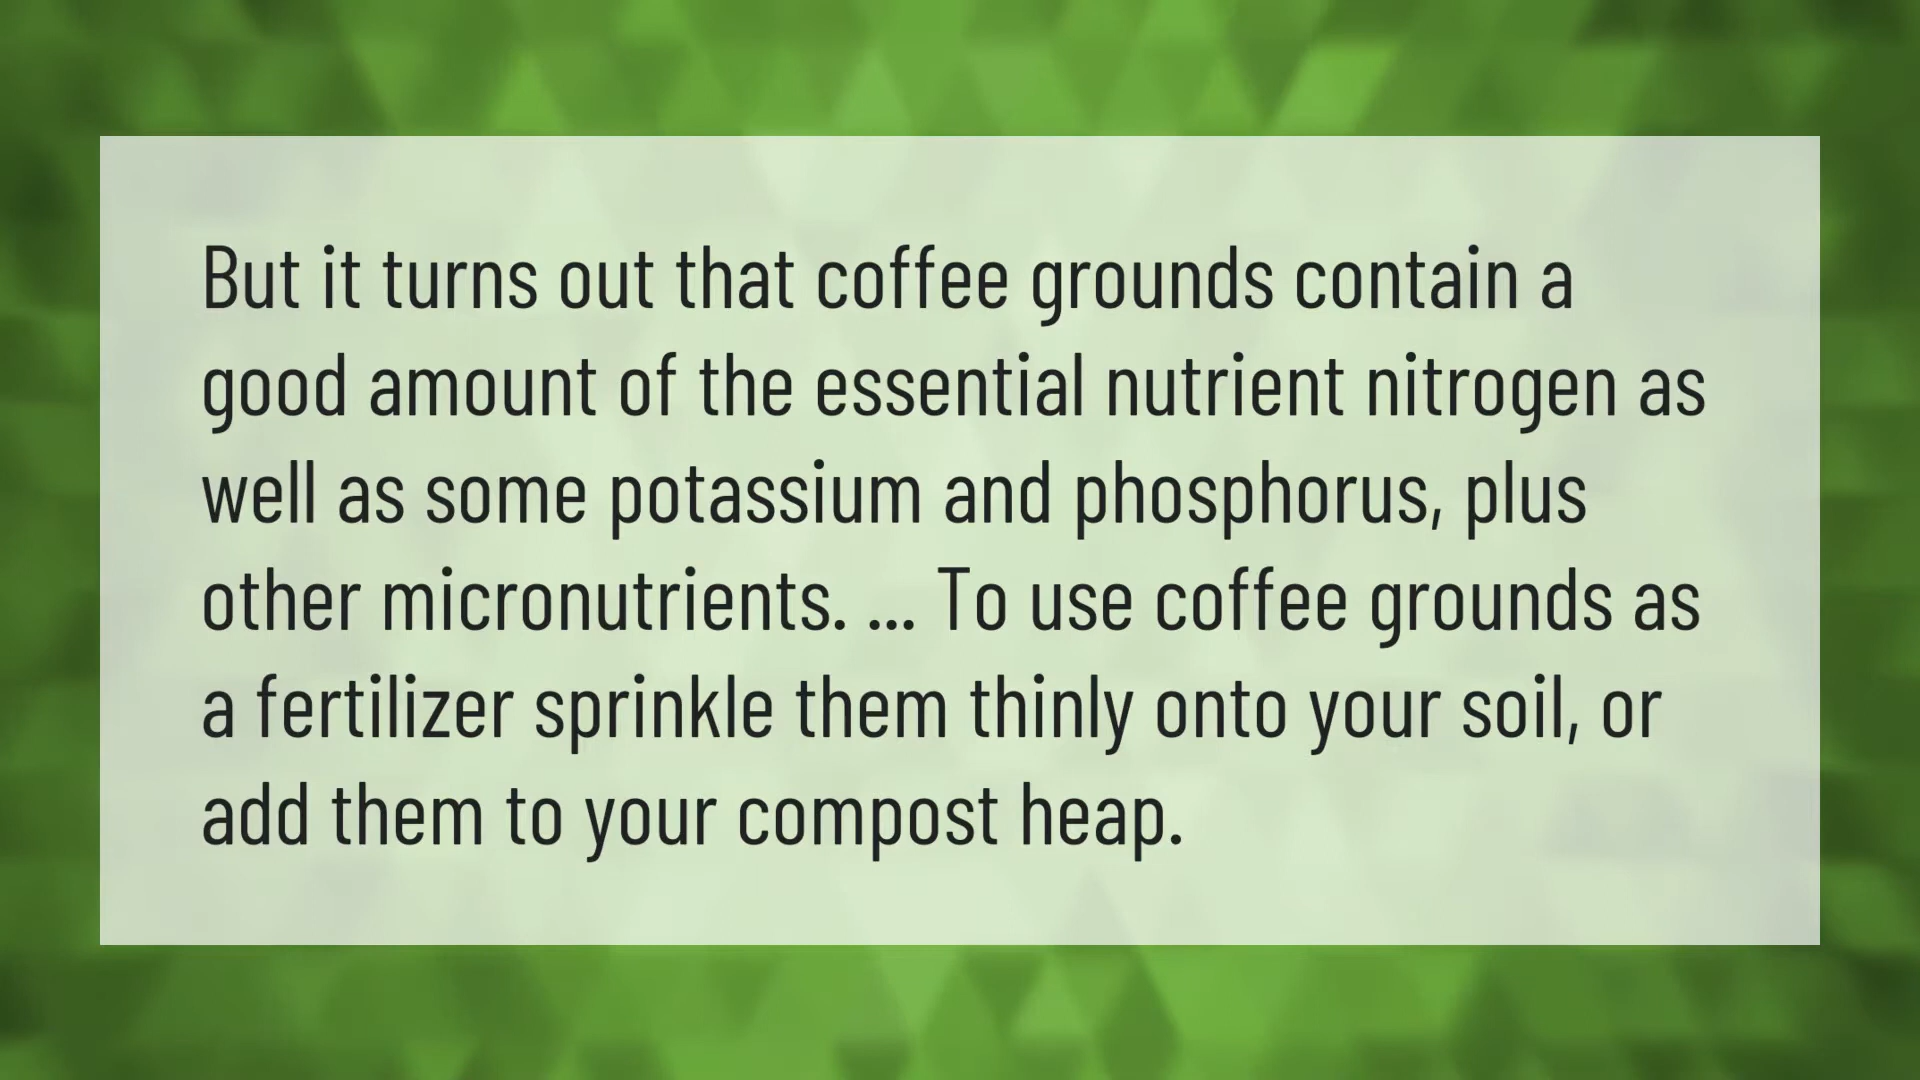 But it turns out that coffee grounds contain a
good amount of the essential nutrient nitrogen as
well as some potassium and phosphorus, plus
other micronutrients. ... To use coffee grounds as
a fertilizer sprinkle them thinly onto your soil, or
add them to your compost heap.